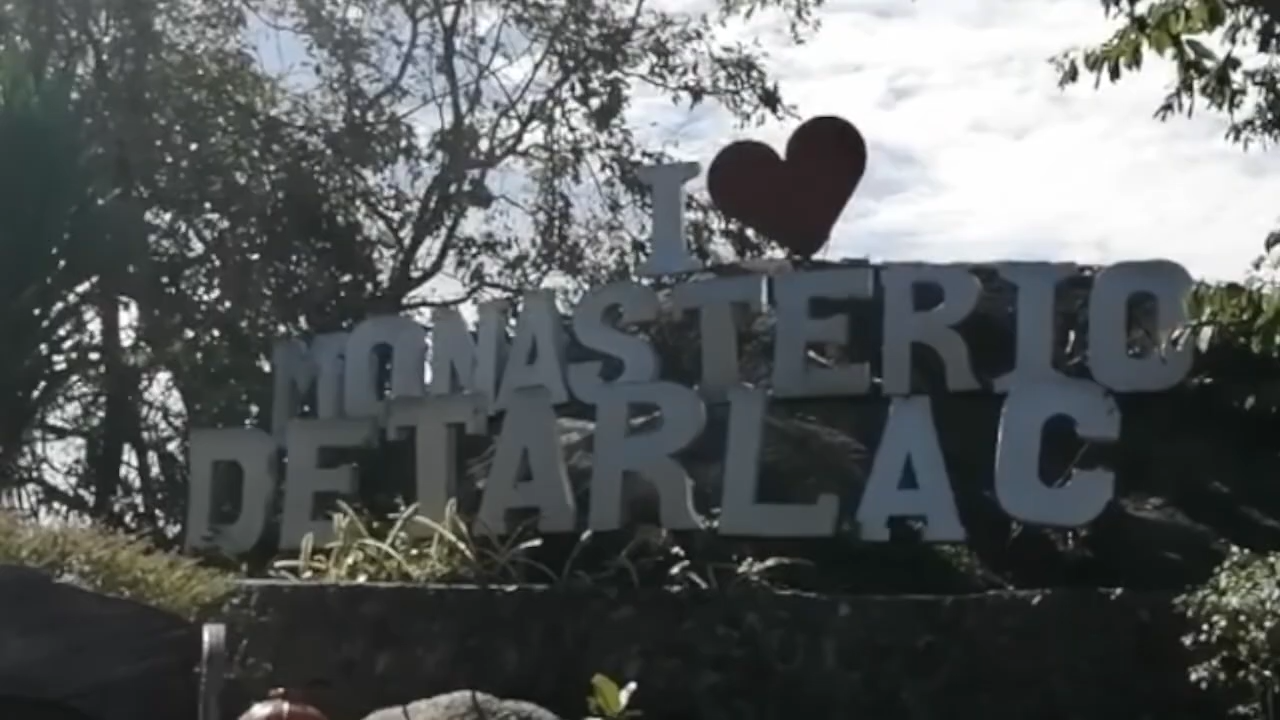 I ❤
MONASTERIO
DE TARLAC